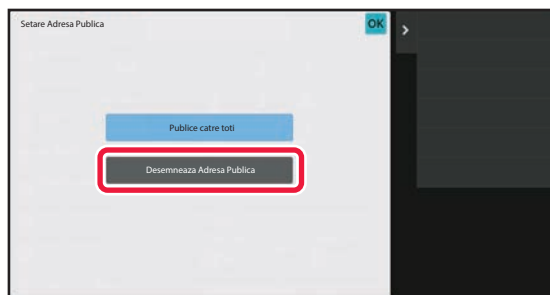 Setare Adresa Publica
OK
Publice catre toti
Desemneaza Adresa Publica